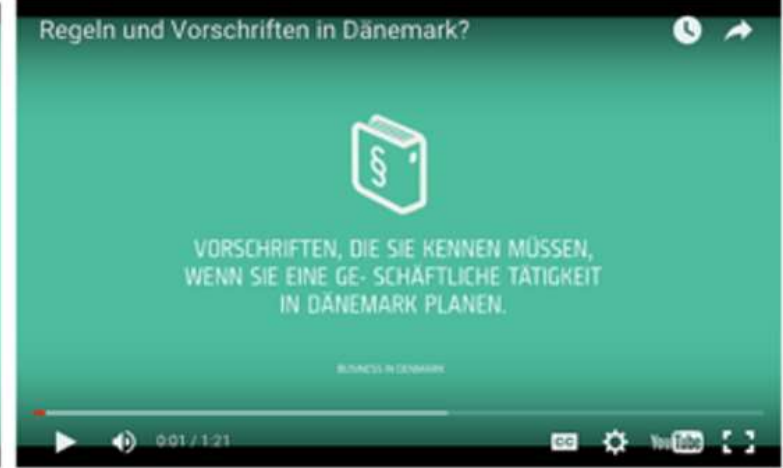 Regeln und Vorschriften in Dänemark?
§
VORSCHRIFTEN, DIE SIE KENNEN MÜSSEN,
WENN SIE EINE GE- SCHÄFTLICHE TÄTIGKEIT
IN DÄNEMARK PLANEN.
BUSINESS IN DENMARK
0:01 / 1:21
CC
YouTube